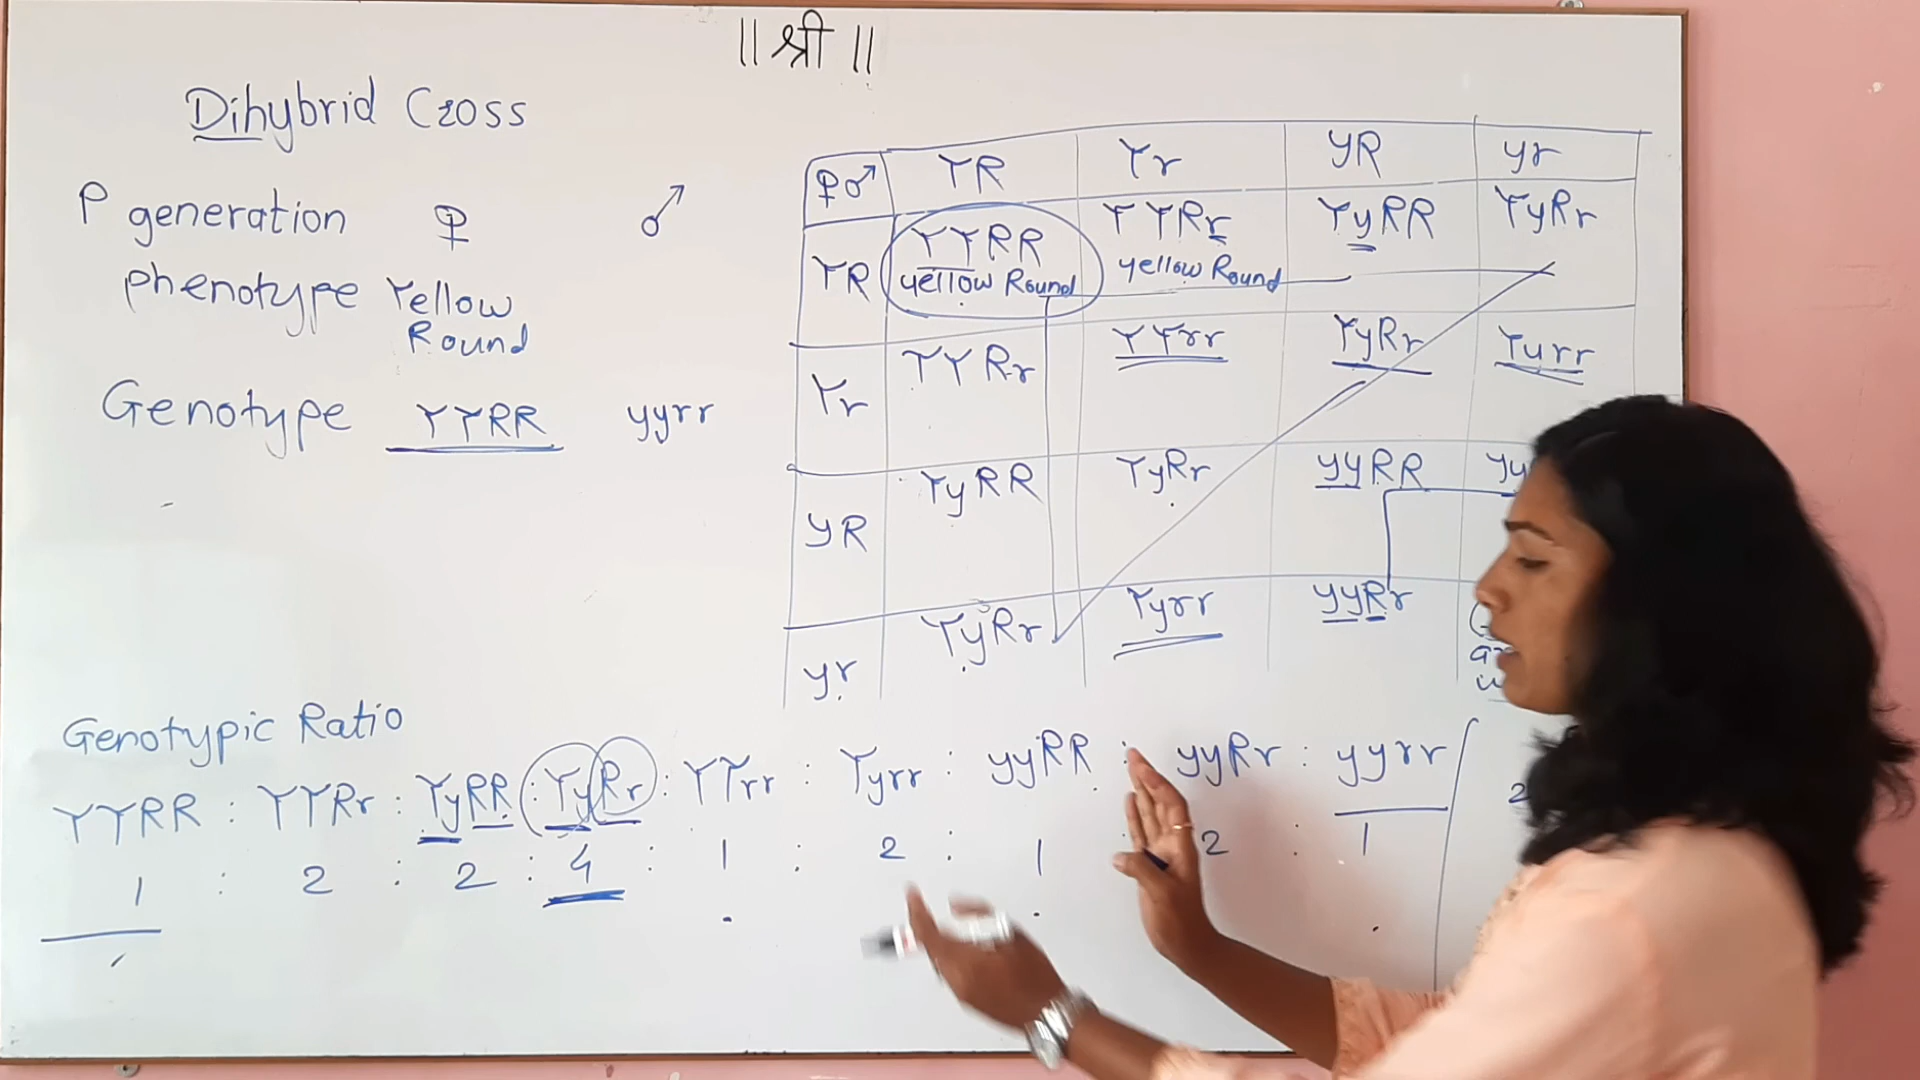 || श्री ||
Dihybrid Cross
P generation ♀ ♂
phenotype Yellow
Round
Genotype YYRR yyrr
♀♂ YR Yr yR yr
YR YYRR YYRr YyRR YyRr
yellow Round yellow Round
Yr YYRr YYrr YyRr Yyrr
yR YyRR YyRr yyRR
yr YyRr Yyrr yyRr
Genotypic Ratio
YYRR : YYRr : YyRR : YyRr : YYrr : Yyrr : yyRR : yyRr : yyrr
1 : 2 : 2 : 4 : 1 : 2 : 1 : 2 : 1